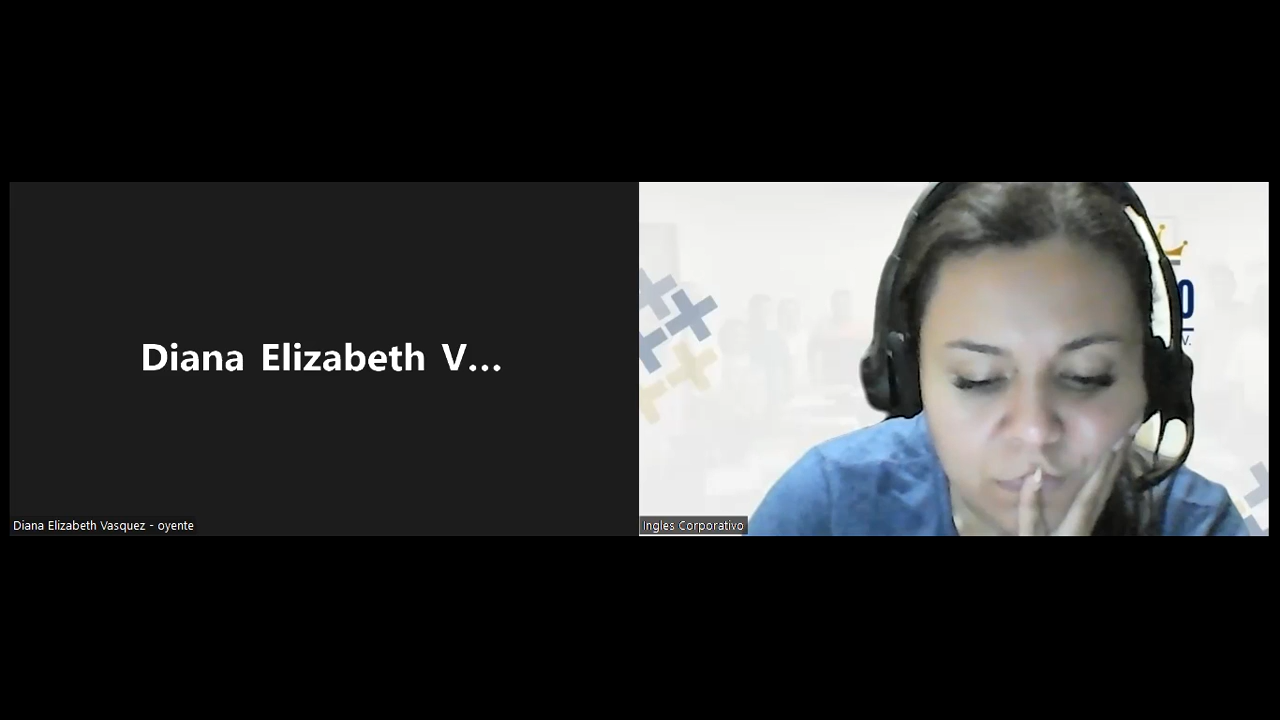 Diana Elizabeth V...
Diana Elizabeth Vasquez - oyente
Ingles Corporativo